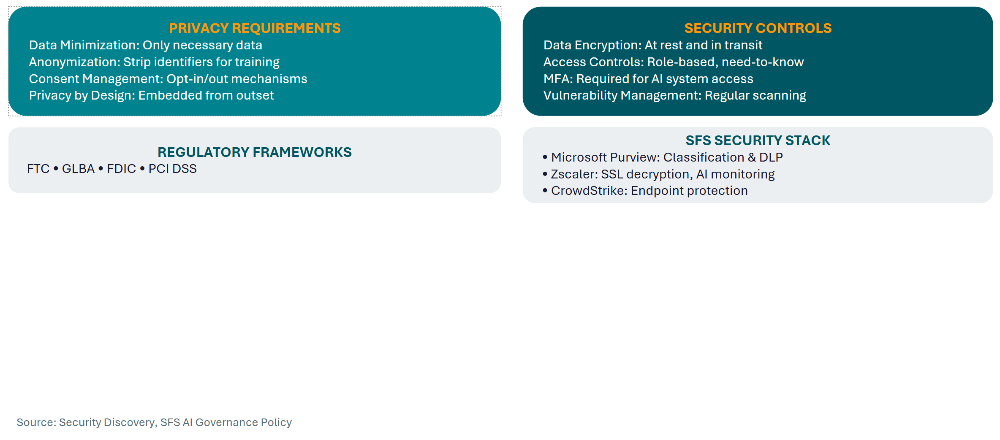 PRIVACY REQUIREMENTS
Data Minimization: Only necessary data
Anonymization: Strip identifiers for training
Consent Management: Opt-in/out mechanisms
Privacy by Design: Embedded from outset
SECURITY CONTROLS
Data Encryption: At rest and in transit
Access Controls: Role-based, need-to-know
MFA: Required for AI system access
Vulnerability Management: Regular scanning
REGULATORY FRAMEWORKS
FTC • GLBA • FDIC • PCI DSS
SFS SECURITY STACK
• Microsoft Purview: Classification & DLP
• Zscaler: SSL decryption, AI monitoring
• CrowdStrike: Endpoint protection
Source: Security Discovery, SFS AI Governance Policy